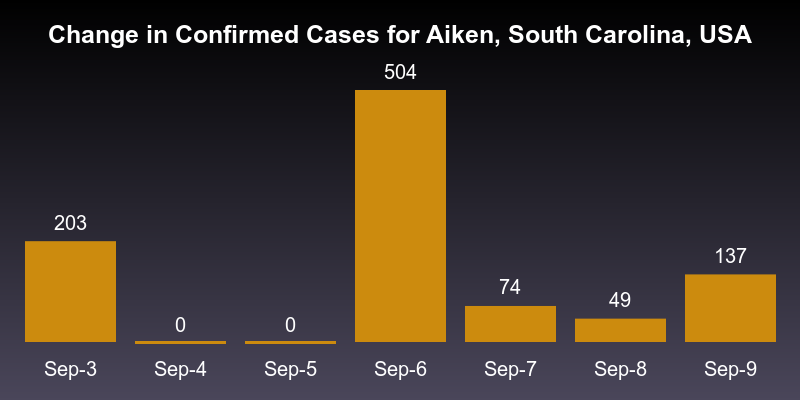 Change in Confirmed Cases for Aiken, South Carolina, USA
504
203
137
74
49
0
0
Sep-3
Sep-4
Sep-5
Sep-6
Sep-7
Sep-8
Sep-9